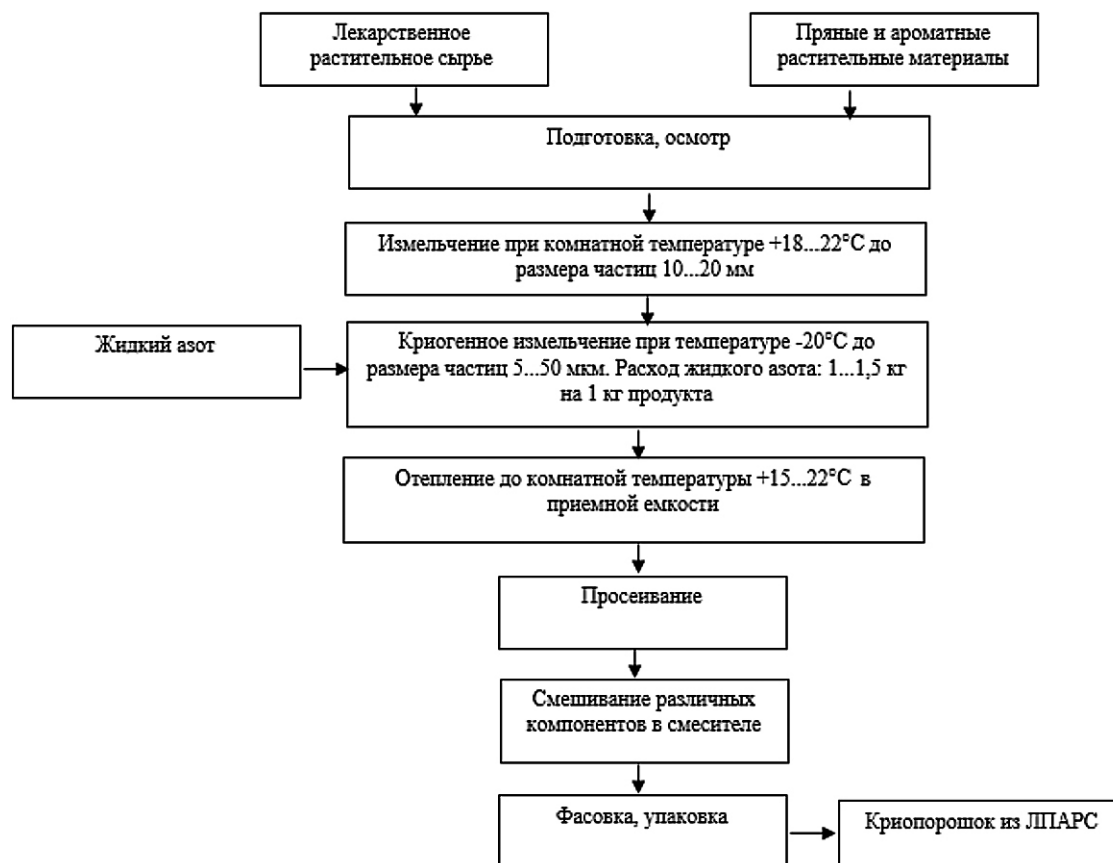 Лекарственное
растительное сырье
Пряные и ароматные
растительные материалы
Подготовка, осмотр
Измельчение при комнатной температуре +18...22°С до
размера частиц 10...20 мм
Жидкий азот
Криогенное измельчение при температуре -20°С до
размера частиц 5...50 мкм. Расход жидкого азота: 1...1,5 кг
на 1 кг продукта
Отепление до комнатной температуры +15...22°С в
приемной емкости
Просеивание
Смешивание различных
компонентов в смесителе
Фасовка, упаковка
Криопорошок из ЛПАРС